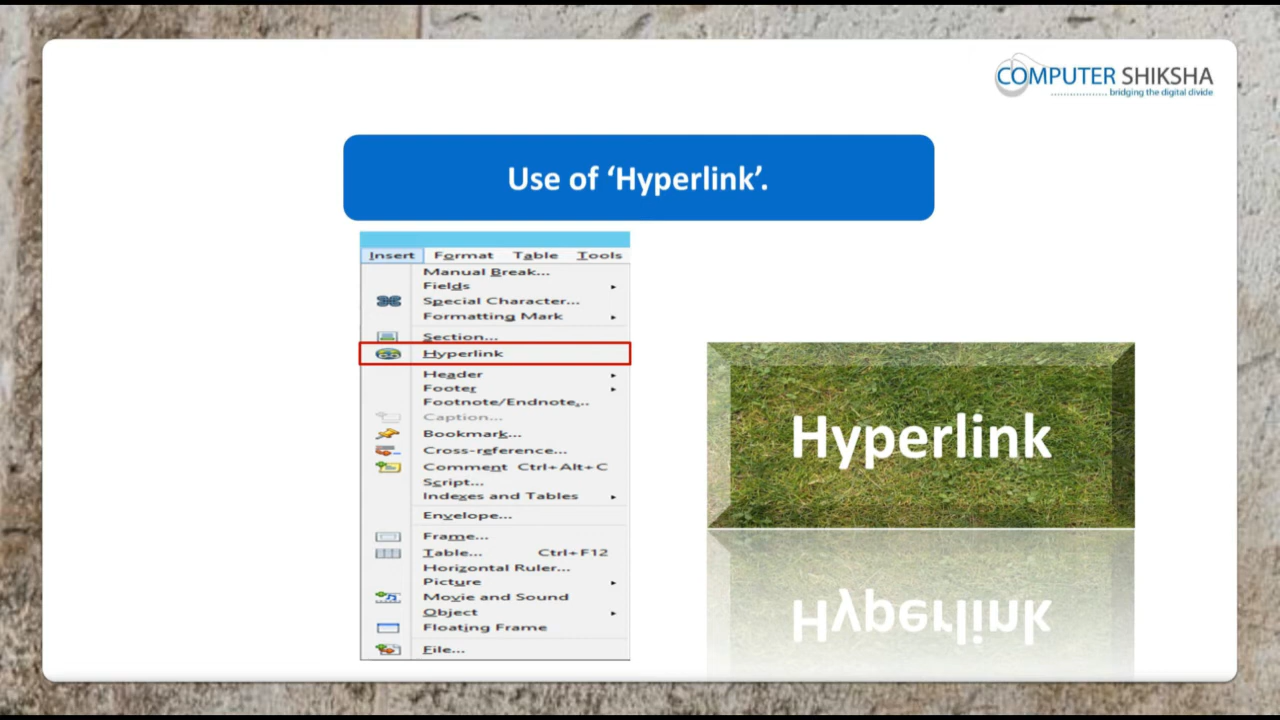 COMPUTER SHIKSHA
bridging the digital divide
Use of ‘Hyperlink’.
Insert Format Table Tools
Manual Break...
Fields
Special Character...
Formatting Mark
Section...
Hyperlink
Header
Footer
Footnote/Endnote...
Caption...
Bookmark...
Cross-reference...
Comment Ctrl+Alt+C
Script...
Indexes and Tables
Envelope...
Frame...
Table... Ctrl+F12
Horizontal Ruler...
Picture
Movie and Sound
Object
Floating Frame
File...
Hyperlink